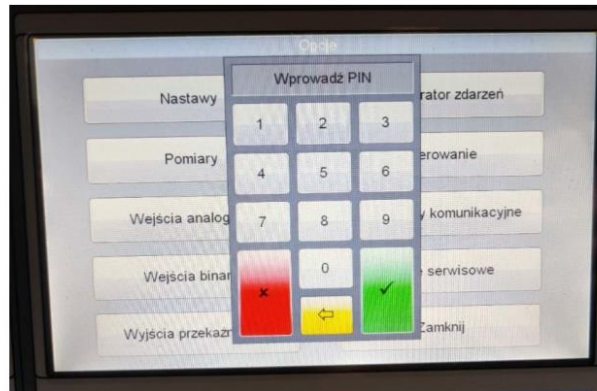 Opcje
Wprowadź PIN
Nastawy
rator zdarzeń
1 2 3
Pomiary
erowanie
4 5 6
Wejścia analog
y komunikacyjne
7 8 9
Wejścia binar
0
serwisowe
Wyjścia przekaźn
Zamknij